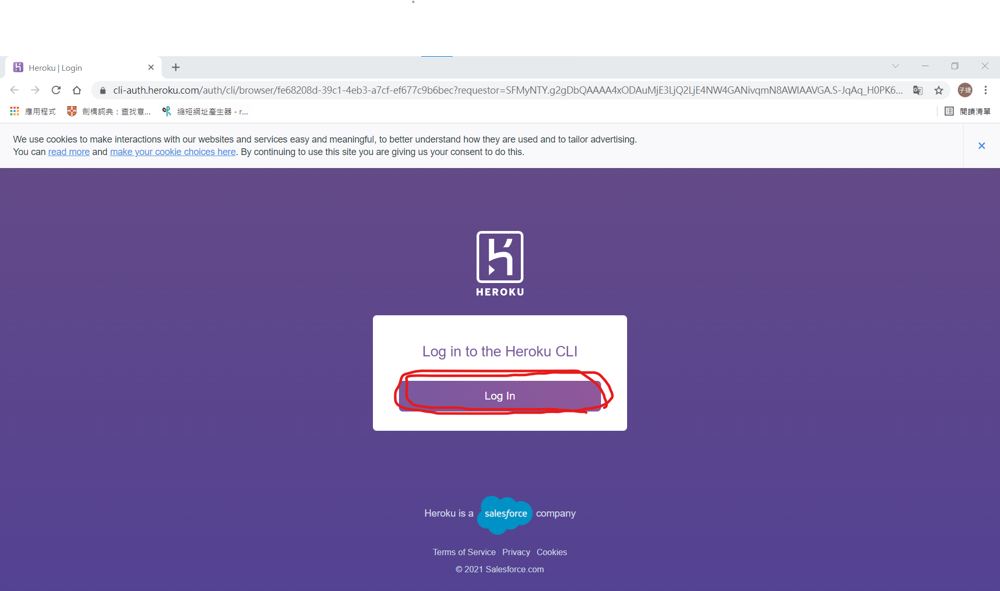 Heroku | Login
cli-auth.heroku.com/auth/cli/browser/fe68208d-39c1-4eb3-a7cf-ef677c9b6bec?requestor=SFMyNTY.g2gDbQAAAA4xODAuMjE3LjQ2LjE4NW4GANivqmN8AWIAAVGA.S-JqAq_H0PK6... 子捷
應用程式 劍橋詞典：查找意... 縮短網址產生器 - r... 閱讀清單
We use cookies to make interactions with our websites and services easy and meaningful, to better understand how they are used and to tailor advertising.
You can read more and make your cookie choices here. By continuing to use this site you are giving us your consent to do this.
HEROKU
Log in to the Heroku CLI
Log In
Heroku is a salesforce company
Terms of Service Privacy Cookies
© 2021 Salesforce.com